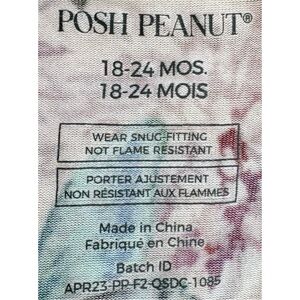 POSH PEANUT®
18-24 MOS.
18-24 MOIS
WEAR SNUG-FITTING
NOT FLAME RESISTANT
PORTER AJUSTEMENT
NON RÉSISTANT AUX FLAMMES
Made in China
Fabriqué en Chine
Batch ID
APR23-PP-F2-QSDC-1085